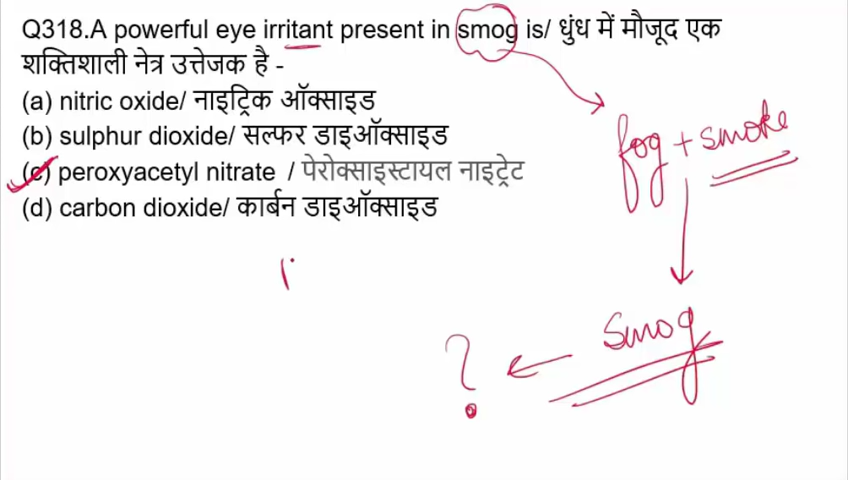 Q318.A powerful eye irritant present in smog is/ धुंध में मौजूद एक
शक्तिशाली नेत्र उत्तेजक है -
(a) nitric oxide/ नाइट्रिक ऑक्साइड
(b) sulphur dioxide/ सल्फर डाइऑक्साइड
(c) peroxyacetyl nitrate / पेरोक्साइस्टायल नाइट्रेट
(d) carbon dioxide/ कार्बन डाइऑक्साइड
fog + smoke
Smog
?